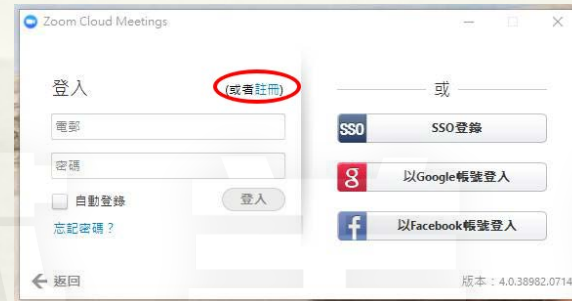 Zoom Cloud Meetings
登入 (或者註冊)
電郵
密碼
自動登錄 登入
忘記密碼？
返回
或
SSO SSO登錄
8 以Google帳號登入
f 以Facebook帳號登入
版本：4.0.38982.0714